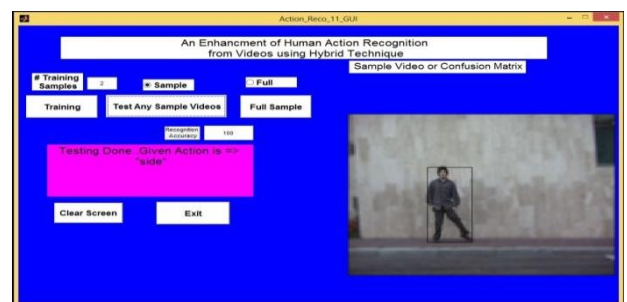 Action_Reco_11_GUI
An Enhancment of Human Action Recognition
from Videos using Hybrid Technique
Sample Video or Confusion Matrix
# Training
Samples
2
Sample
Full
Training
Test Any Sample Videos
Full Sample
Recognition
Accuracy
100
Testing Done Given Action is =>
"side"
Clear Screen
Exit